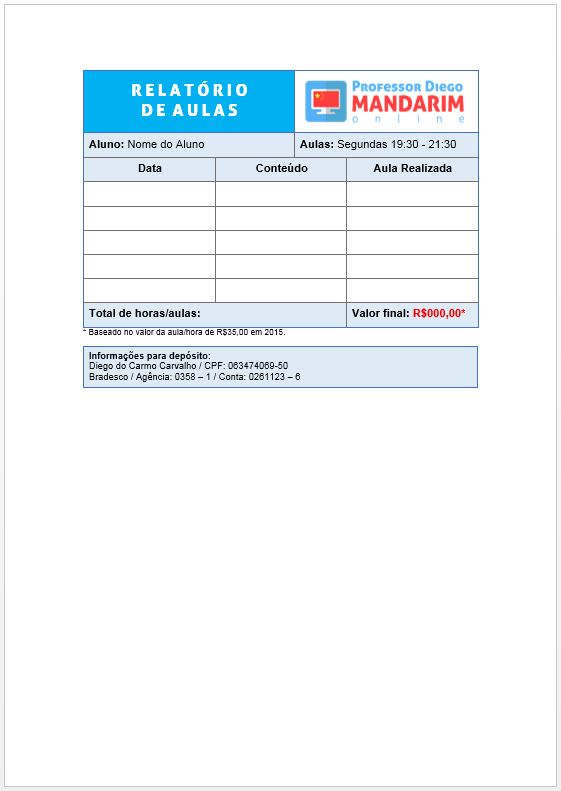 RELATÓRIO
DE AULAS
PROFESSOR DIEGO
MANDARIM
online
Aluno: Nome do Aluno
Aulas: Segundas 19:30 - 21:30
Data
Conteúdo
Aula Realizada
Total de horas/aulas:
Valor final: R$000,00*
* Baseado no valor da aula/hora de R$35,00 em 2015.
Informações para depósito:
Diego do Carmo Carvalho / CPF: 063474069-50
Bradesco / Agência: 0358 – 1 / Conta: 0261123 – 6